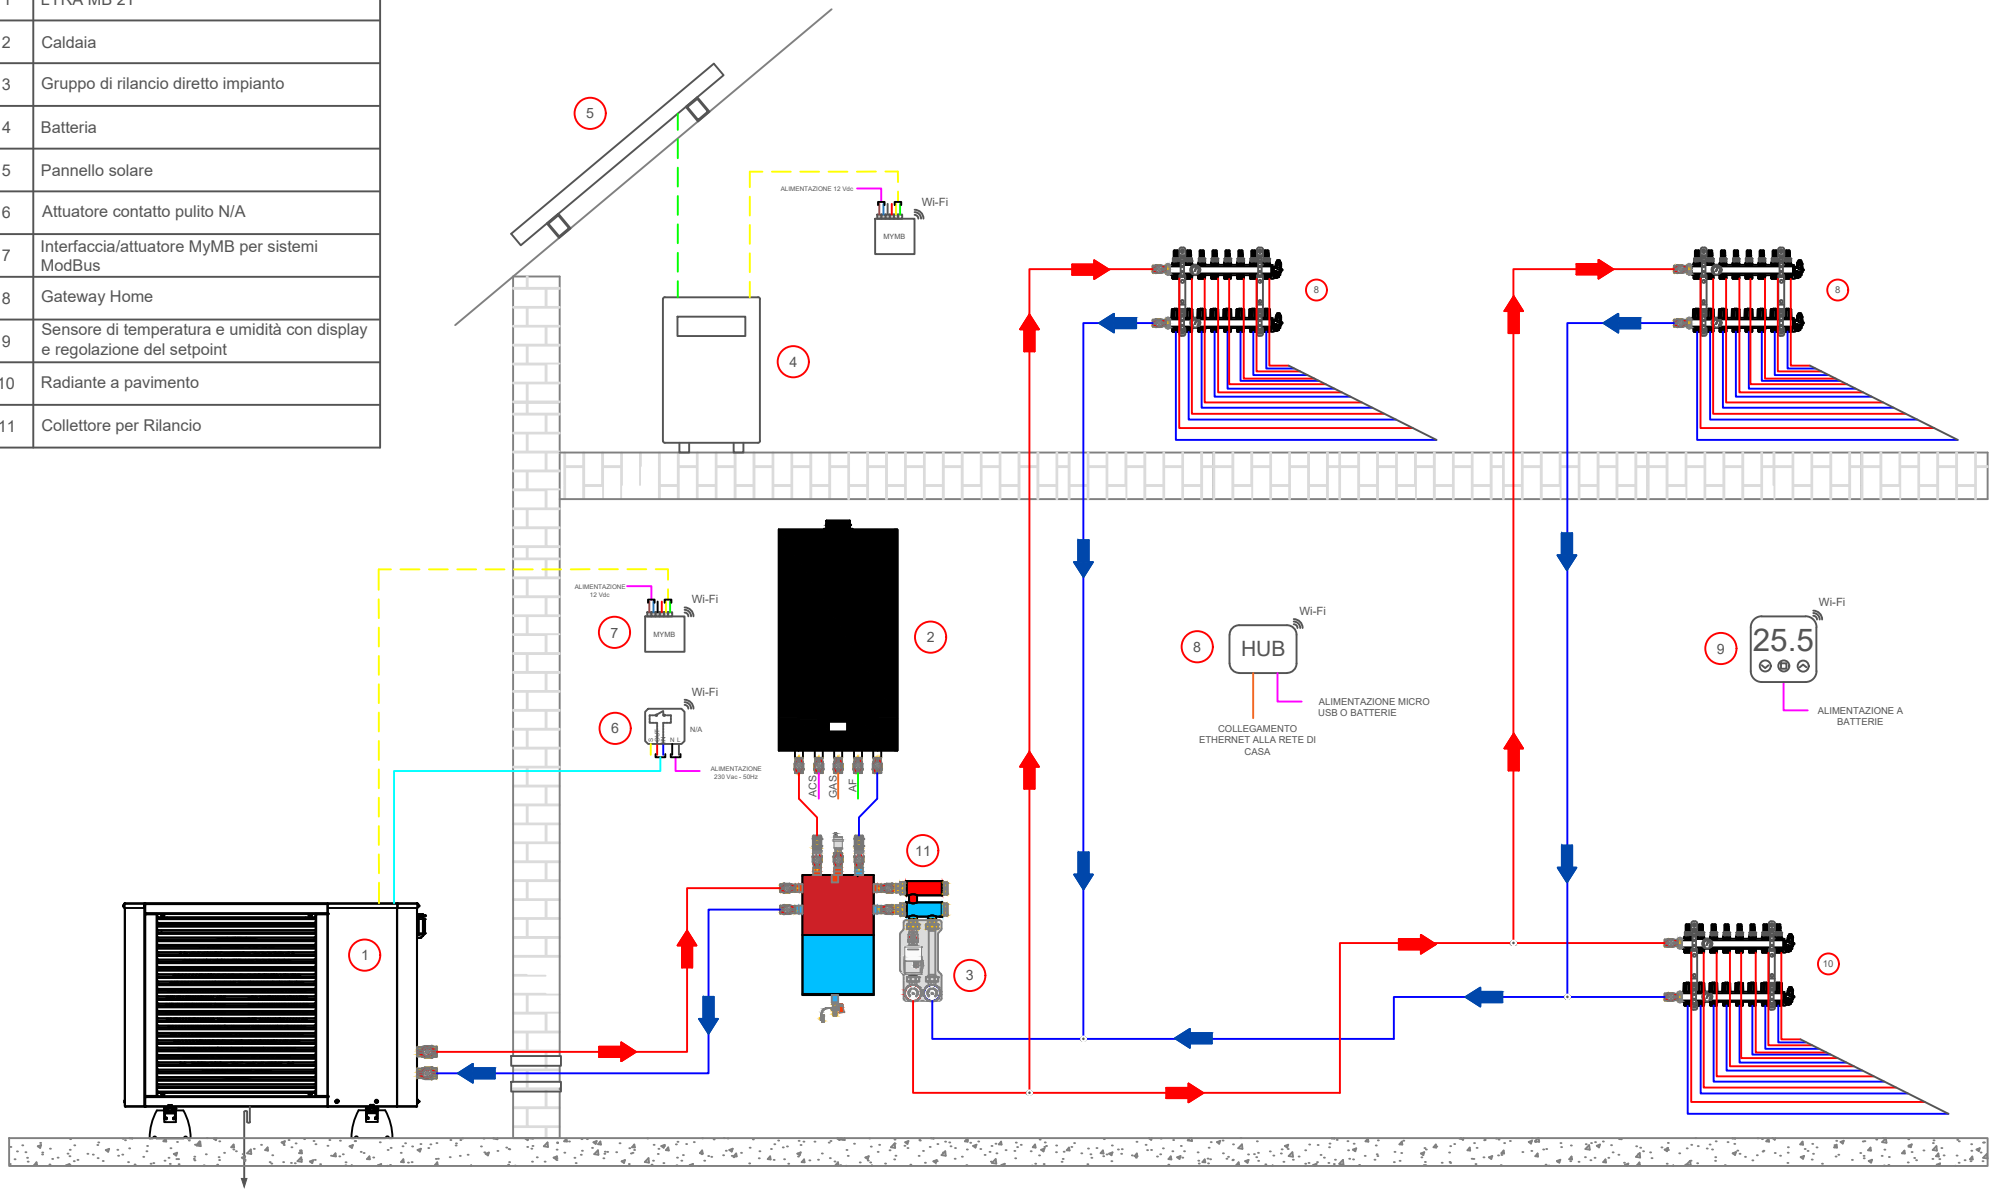 2 Caldaia
3 Gruppo di rilancio diretto impianto
4 Batteria
5 Pannello solare
6 Attuatore contatto pulito N/A
7 Interfaccia/attuatore MyMB per sistemi
ModBus
8 Gateway Home
9 Sensore di temperatura e umidità con display
e regolazione del setpoint
10 Radiante a pavimento
11 Collettore per Rilancio
5
ALIMENTAZIONE 12 Vdc
Wi-Fi
MYMB
4
8
8
ALIMENTAZIONE
12 Vdc
Wi-Fi
7
MYMB
2
Wi-Fi
6
N/A
N L
ALIMENTAZIONE
230 Vac - 50Hz
ACS
GAS
AF
Wi-Fi
8
HUB
ALIMENTAZIONE MICRO
USB O BATTERIE
COLLEGAMENTO
ETHERNET ALLA RETE DI
CASA
Wi-Fi
9
25.5
ALIMENTAZIONE A
BATTERIE
11
1
3
10